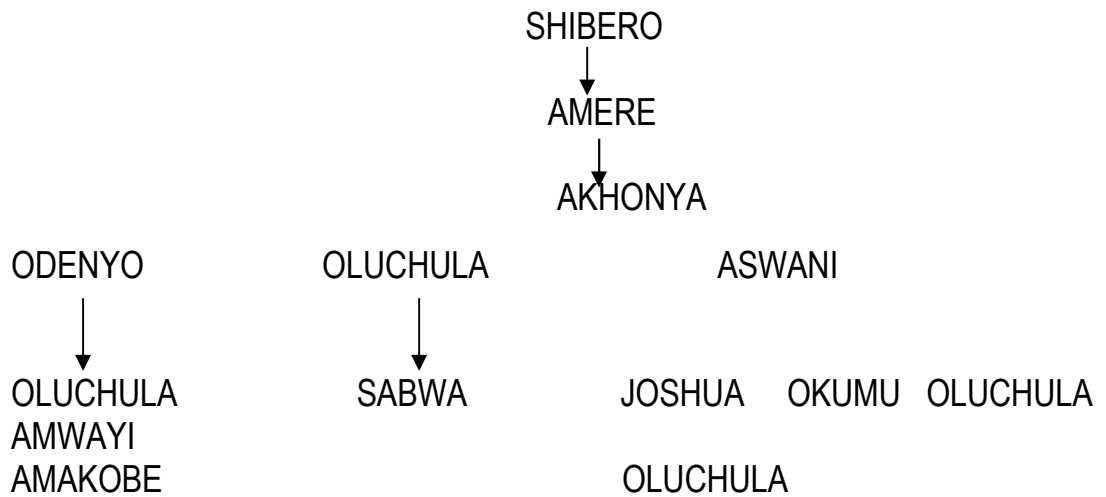 SHIBERO
AMERE
AKHONYA
ODENYO OLUCHULA ASWANI
OLUCHULA SABWA JOSHUA OKUMU OLUCHULA
AMWAYI
AMAKOBE OLUCHULA